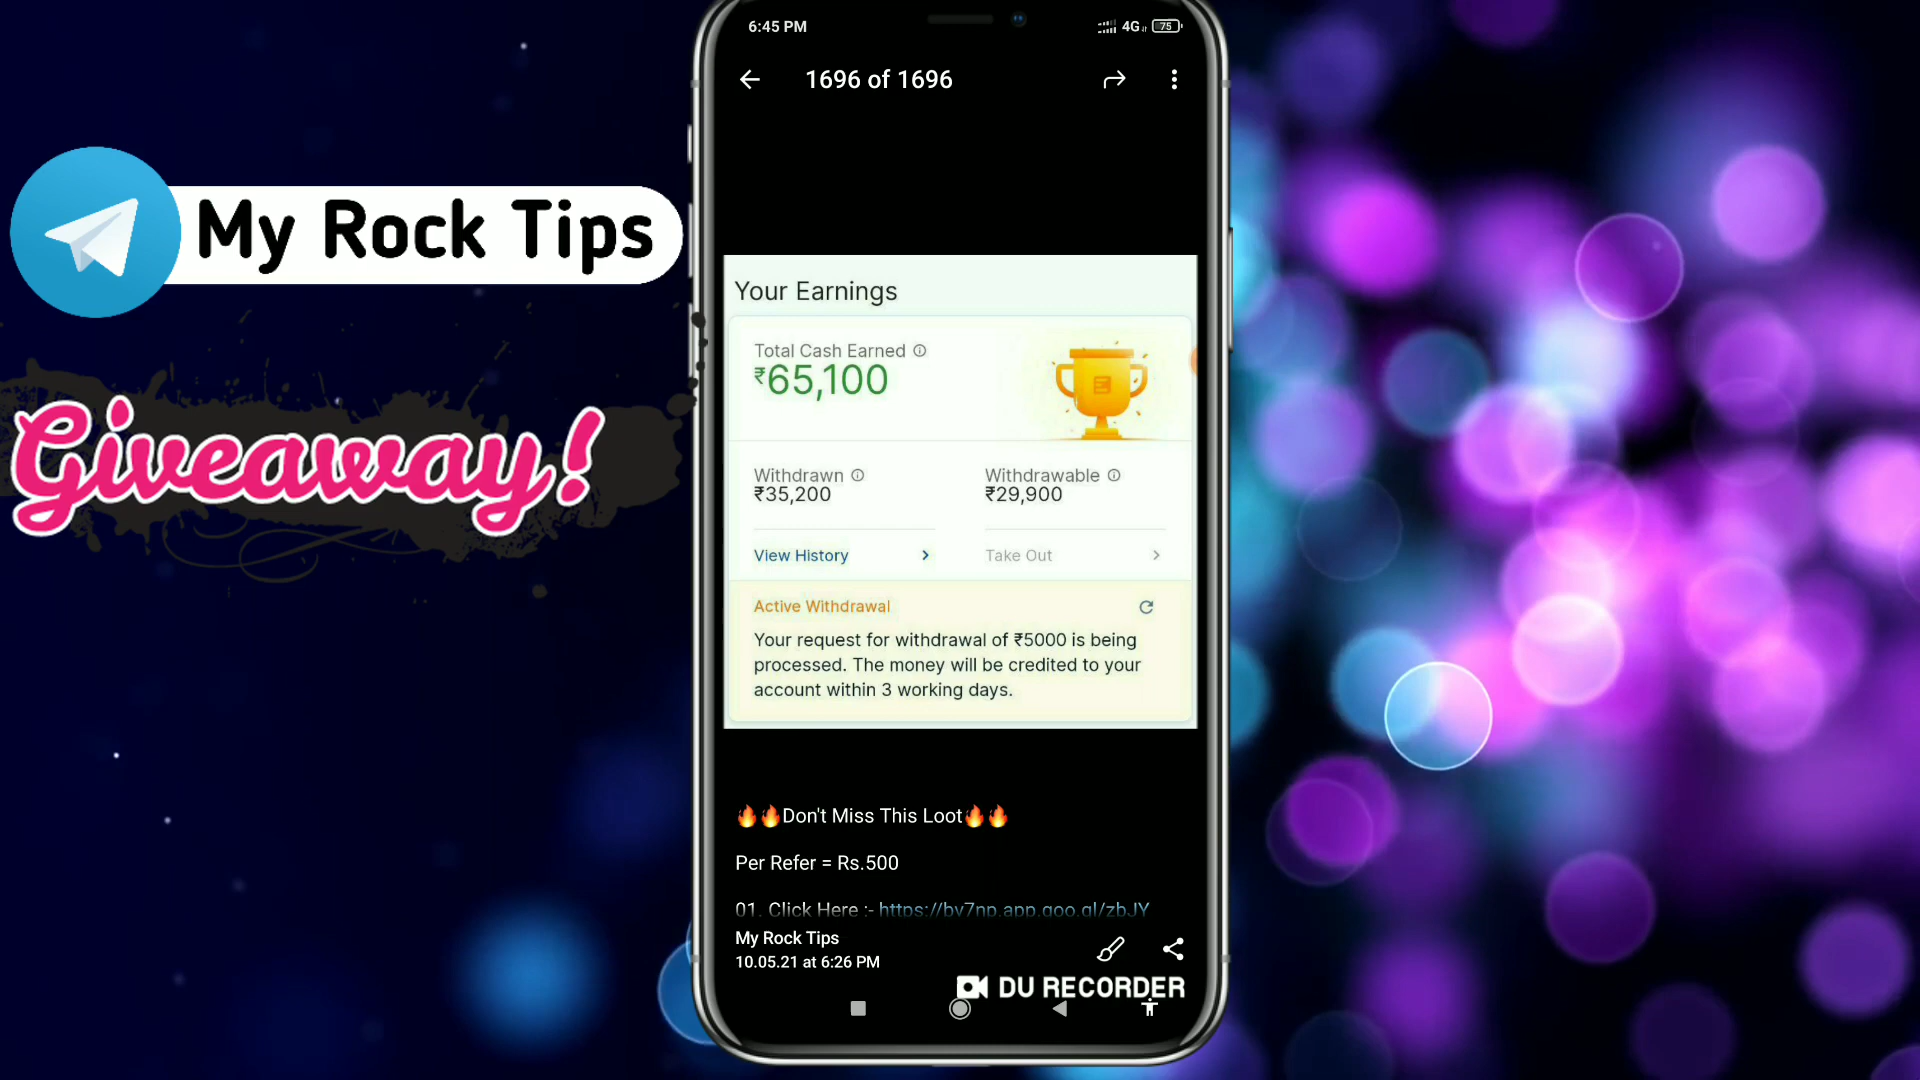 My Rock Tips
Giveaway!
6:45 PM
4G
75
1696 of 1696
Your Earnings
Total Cash Earned
₹65,100
Withdrawn
₹35,200
Withdrawable
₹29,900
View History
Take Out
Active Withdrawal
Your request for withdrawal of ₹5000 is being
processed. The money will be credited to your
account within 3 working days.
🔥🔥Don't Miss This Loot🔥🔥
Per Refer = Rs.500
01. Click Here :- https://by7np.app.goo.gl/zbJY
My Rock Tips
10.05.21 at 6:26 PM
DU RECORDER